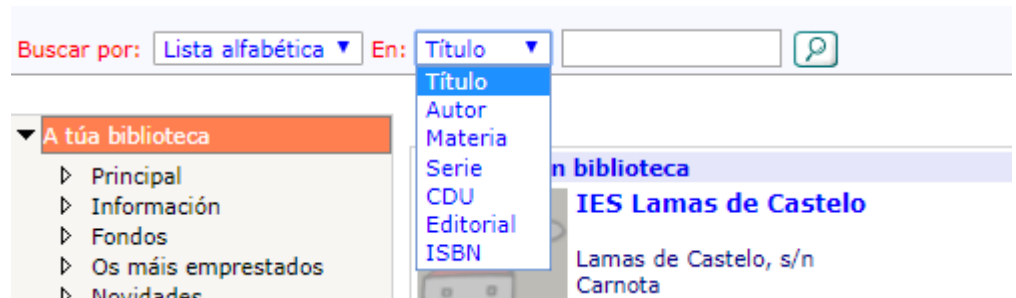 Buscar por: Lista alfabética En: Título
Título
Autor
Materia
Serie
CDU
Editorial
ISBN
A túa biblioteca
Principal
Información
Fondos
Os máis emprestados
Novidades
biblioteca
IES Lamas de Castelo
Lamas de Castelo, s/n
Carnota